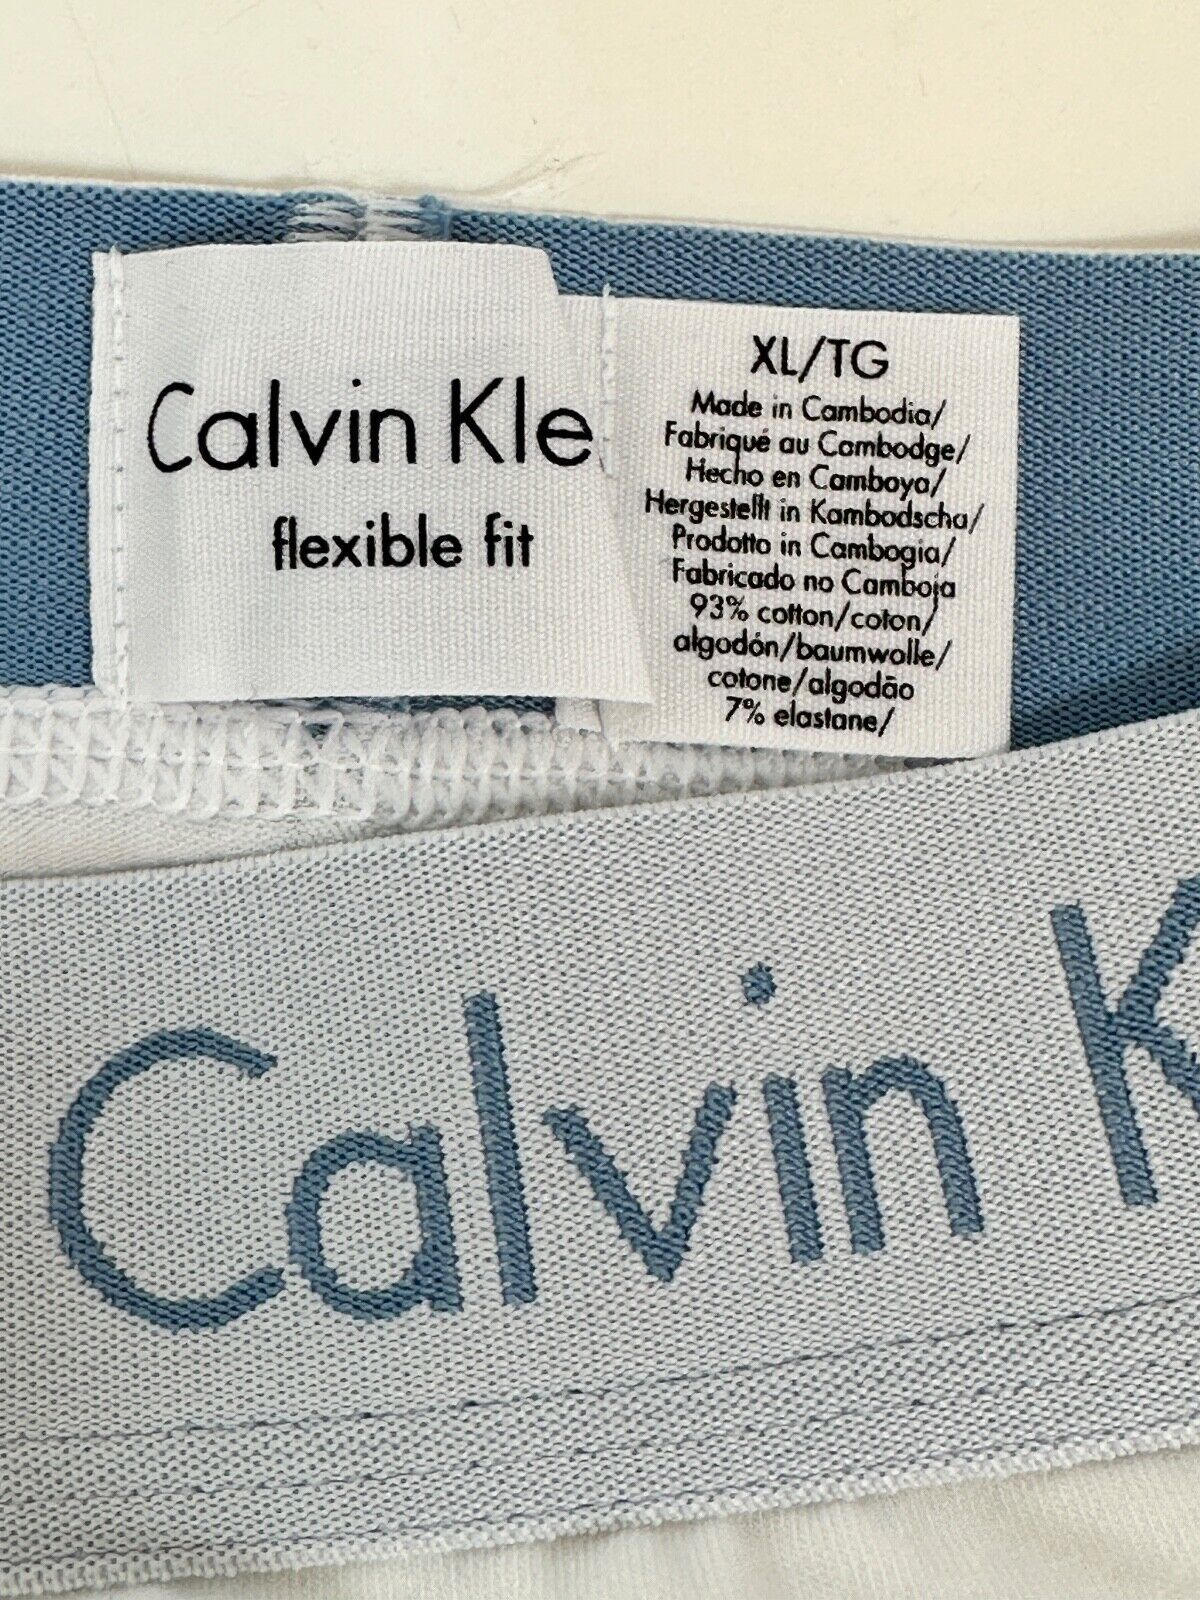 Calvin Kle
flexible fit
XL/TG
Made in Cambodia/
Fabriqué au Cambodge/
Hecho en Camboya/
Hergestellt in Kambodscha/
Prodotto in Cambogia/
Fabricado no Camboja
93% cotton/coton/
algodón/baumwolle/
cotone/algodão
7% elastane/
Calvin K